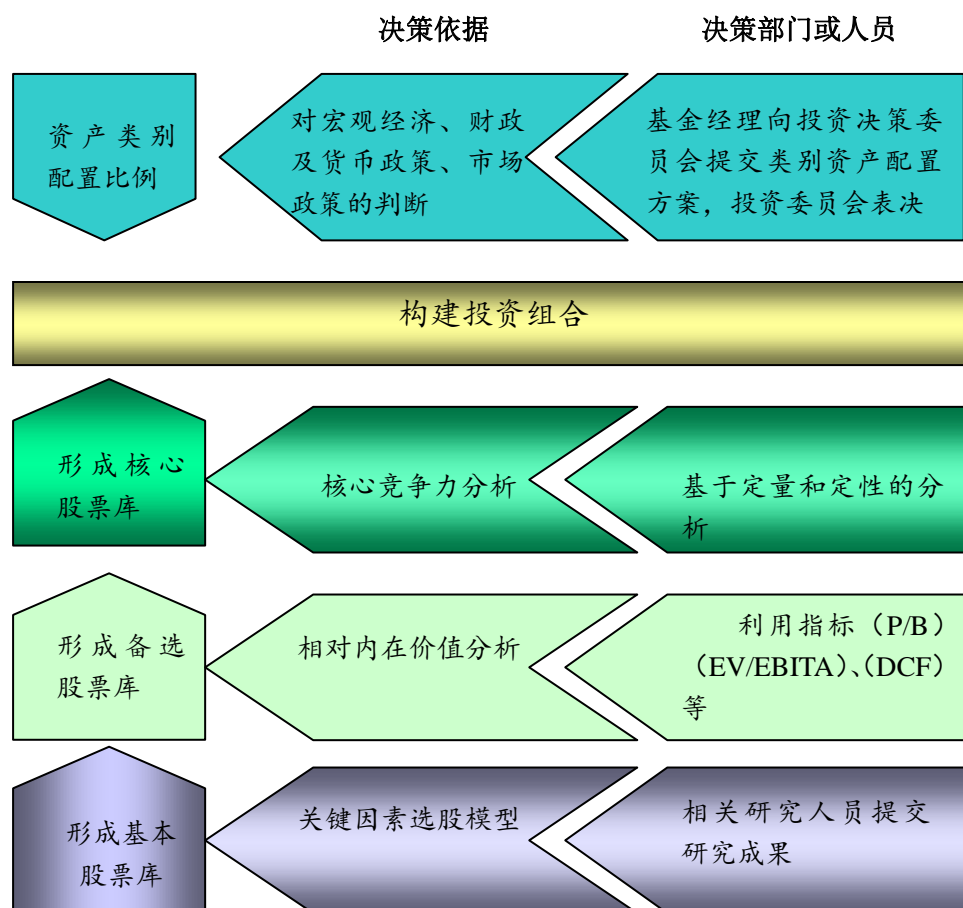 决策依据
决策部门或人员
资产类别
配置比例
对宏观经济、财政
及货币政策、市场
政策的判断
基金经理向投资决策委
员会提交类别资产配置
方案，投资委员会表决
构建投资组合
形成核心
股票库
核心竞争力分析
基于定量和定性的分
析
形成备选
股票库
相对内在价值分析
利用指标（P/B）
（EV/EBITA）、（DCF）
等
形成基本
股票库
关键因素选股模型
相关研究人员提交
研究成果